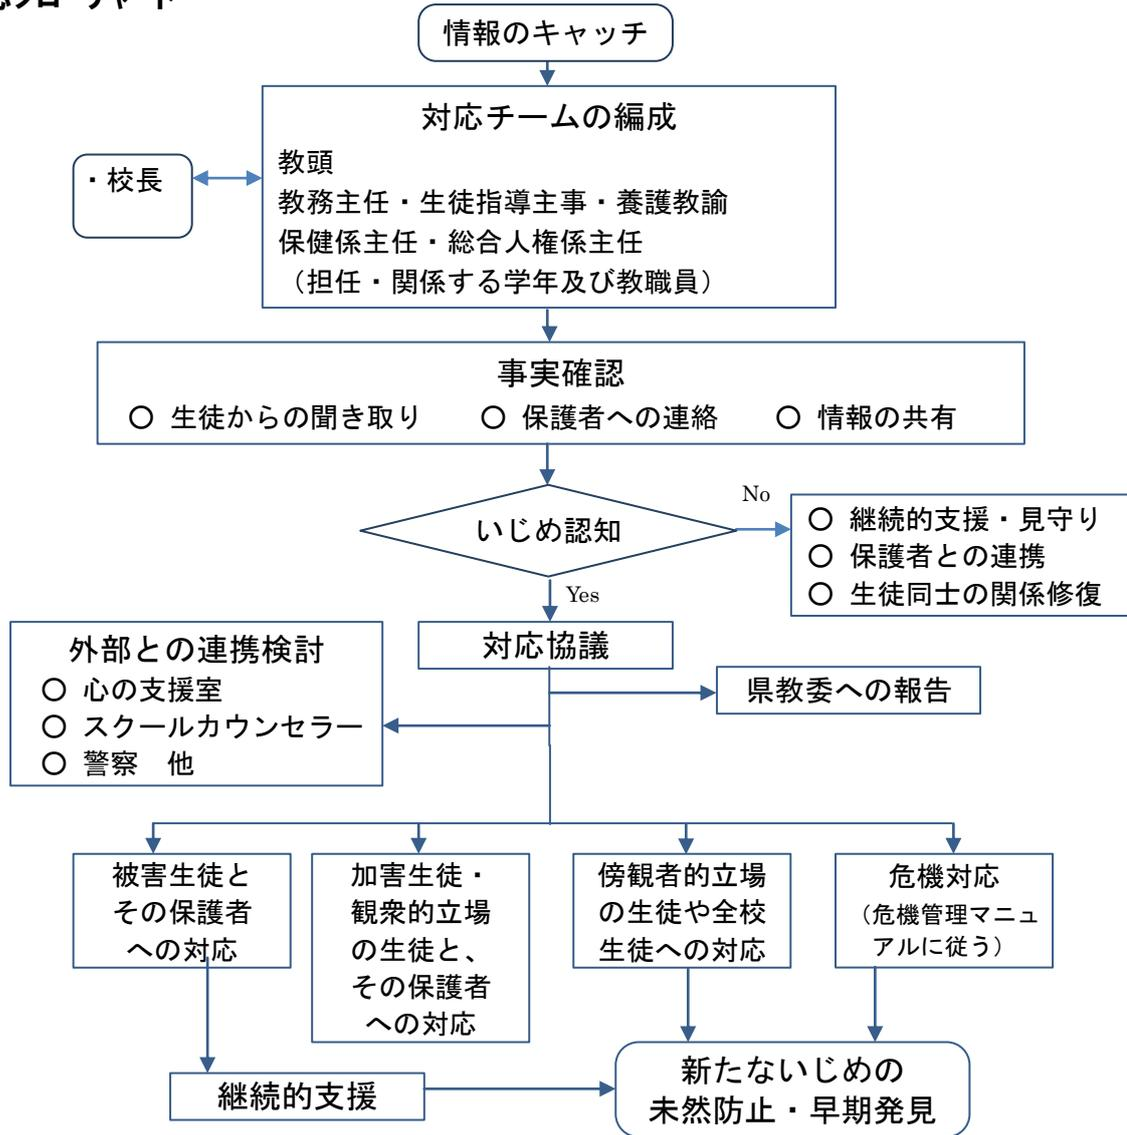 情報のキャッチ
対応チームの編成
教頭
教務主任・生徒指導主事・養護教諭
保健係主任・総合人権係主任
（担任・関係する学年及び教職員）
・校長
事実確認
○ 生徒からの聞き取り ○ 保護者への連絡 ○ 情報の共有
いじめ認知
No
○ 継続的支援・見守り
○ 保護者との連携
○ 生徒同士の関係修復
Yes
対応協議
外部との連携検討
○ 心の支援室
○ スクールカウンセラー
○ 警察　他
県教委への報告
被害生徒と
その保護者
への対応
加害生徒・
観衆的立場
の生徒と、
その保護者
への対応
傍観者的立場
の生徒や全校
生徒への対応
危機対応
（危機管理マニュ
アルに従う）
継続的支援
新たないじめの
未然防止・早期発見